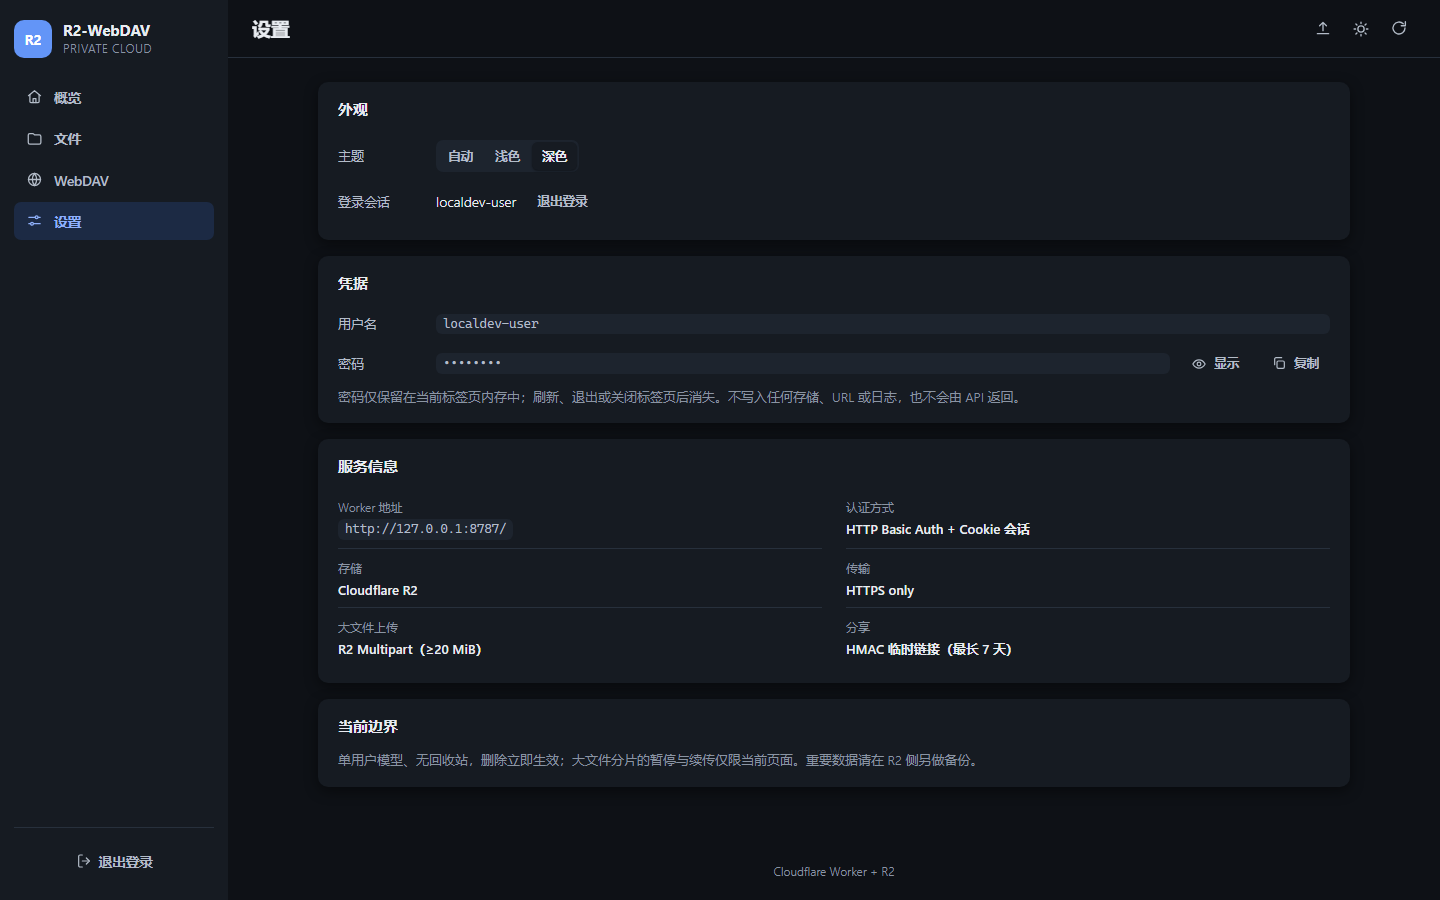 R2
R2-WebDAV
PRIVATE CLOUD
概览
文件
WebDAV
设置
退出登录
设置
外观
主题
自动 浅色 深色
登录会话 localdev-user 退出登录
凭据
用户名 localdev-user
密码 •••••••• 显示 复制
密码仅保留在当前标签页内存中；刷新、退出或关闭标签页后消失。不写入任何存储、URL 或日志，也不会由 API 返回。
服务信息
Worker 地址
http://127.0.0.1:8787/
认证方式
HTTP Basic Auth + Cookie 会话
存储
Cloudflare R2
传输
HTTPS only
大文件上传
R2 Multipart（≥20 MiB）
分享
HMAC 临时链接（最长 7 天）
当前边界
单用户模型、无回收站，删除立即生效；大文件分片的暂停与续传仅限当前页面。重要数据请在 R2 侧另做备份。
Cloudflare Worker + R2